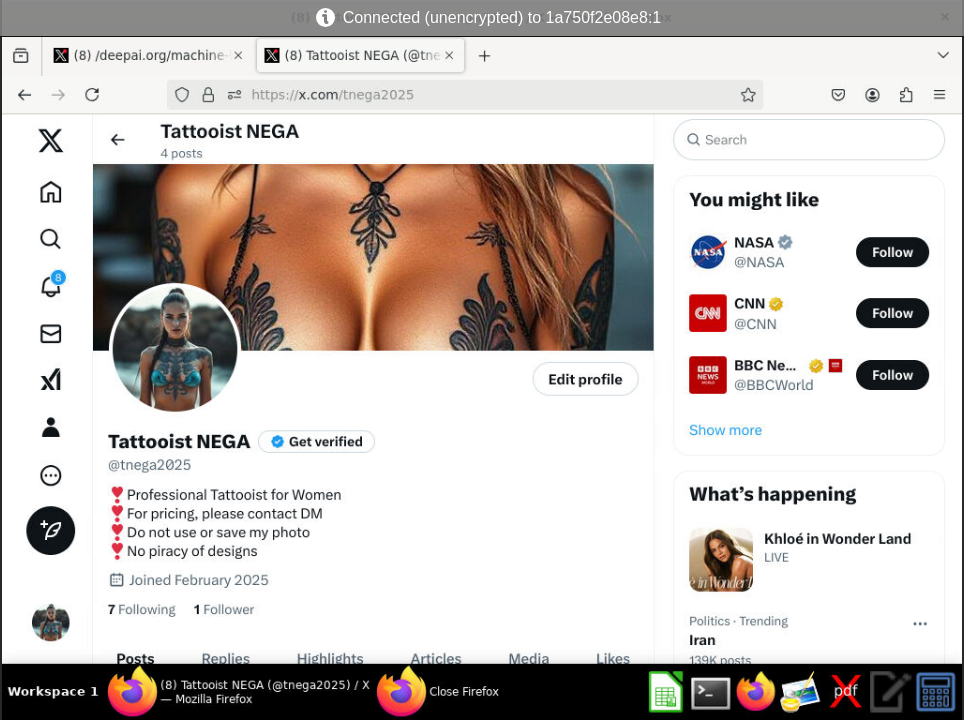 Connected (unencrypted) to 1a750f2e08e8:1
(8) /deepai.org/machine-
(8) Tattooist NEGA (@tne
https://x.com/tnega2025
Tattooist NEGA
4 posts
Search
You might like
NASA
@NASA
Follow
CNN
@CNN
Follow
BBC Ne...
@BBCWorld
Follow
Show more
8
Edit profile
Tattooist NEGA
Get verified
@tnega2025
Professional Tattooist for Women
For pricing, please contact DM
Do not use or save my photo
No piracy of designs
Joined February 2025
7 Following 1 Follower
Posts Replies Highlights Articles Media Likes
What's happening
Khloé in Wonder Land
LIVE
Politics · Trending
Iran
139K posts
Workspace 1
(8) Tattooist NEGA (@tnega2025) / X
— Mozilla Firefox
Close Firefox
pdf